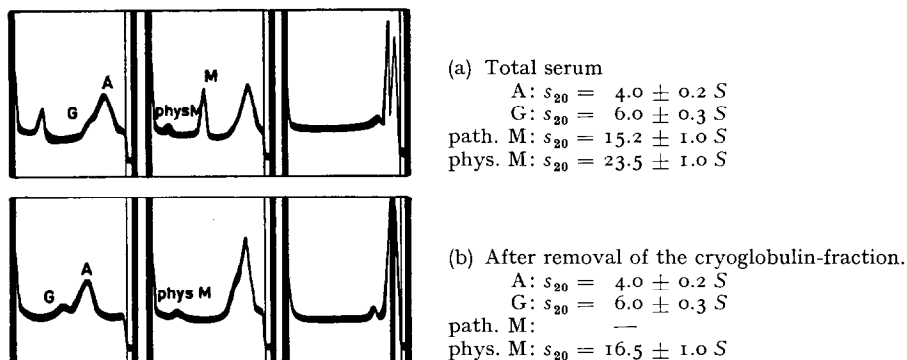 A
G
M
phys M
(a) Total serum
A: s₂₀ = 4.0 ± 0.2 S
G: s₂₀ = 6.0 ± 0.3 S
path. M: s₂₀ = 15.2 ± 1.0 S
phys. M: s₂₀ = 23.5 ± 1.0 S
A
G
phys M
(b) After removal of the cryoglobulin-fraction.
A: s₂₀ = 4.0 ± 0.2 S
G: s₂₀ = 6.0 ± 0.3 S
path. M: —
phys. M: s₂₀ = 16.5 ± 1.0 S